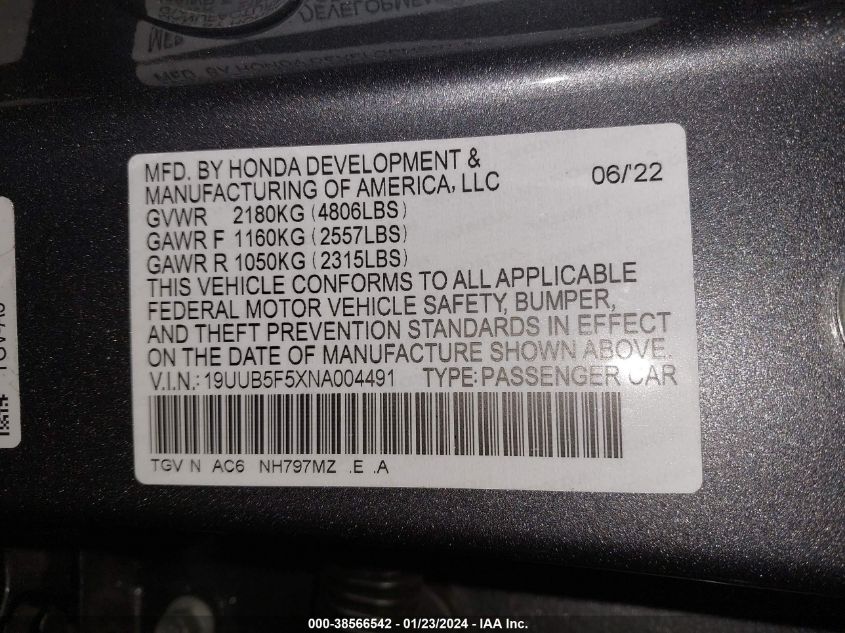 MFD. BY HONDA DEVELOPMENT &
MANUFACTURING OF AMERICA, LLC 06/'22
GVWR 2180KG (4806LBS)
GAWR F 1160KG (2557LBS)
GAWR R 1050KG (2315LBS)
THIS VEHICLE CONFORMS TO ALL APPLICABLE
FEDERAL MOTOR VEHICLE SAFETY, BUMPER,
AND THEFT PREVENTION STANDARDS IN EFFECT
ON THE DATE OF MANUFACTURE SHOWN ABOVE.
V.I.N.: 19UUB5F5XNA004491 TYPE: PASSENGER CAR
TGV N AC6 NH797MZ .E .A
000-38566542 - 01/23/2024 - IAA Inc.